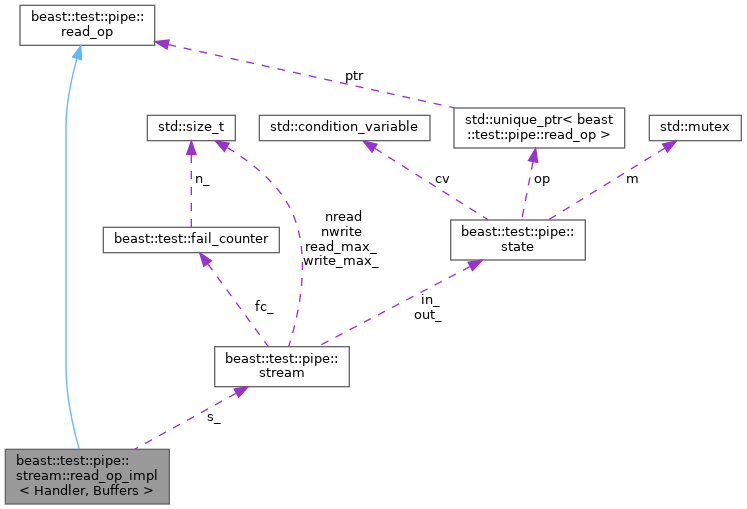 beast::test::pipe::
read_op
ptr
std::size_t
std::condition_variable
std::unique_ptr< beast
::test::pipe::read_op >
std::mutex
n_
nread
nwrite
read_max_
write_max_
cv
op
m
beast::test::fail_counter
beast::test::pipe::
state
fc_
in_
out_
beast::test::pipe::
stream
s_
beast::test::pipe::
stream::read_op_impl
< Handler, Buffers >